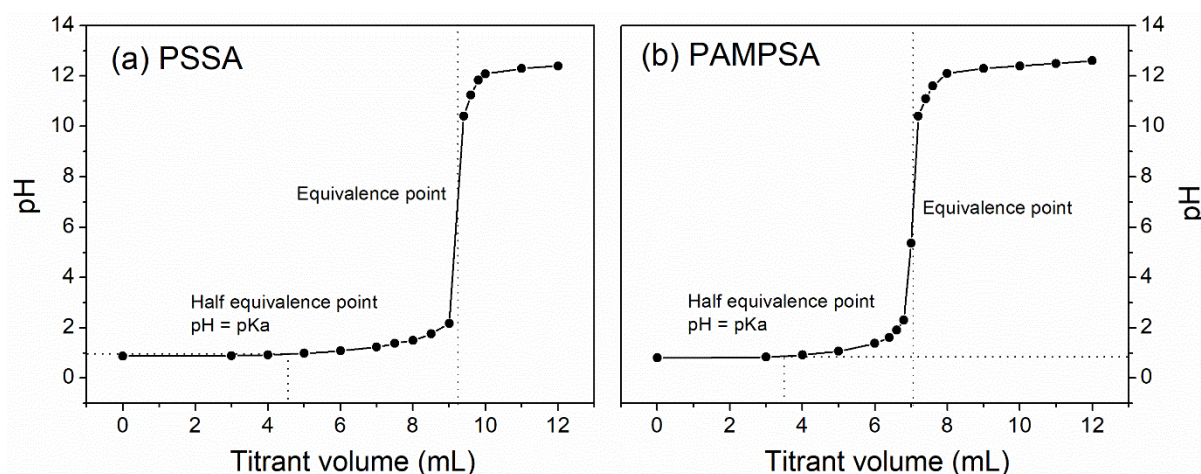 (a) PSSA
14
12
10
8
6
4
2
0
pH
Equivalence point
Half equivalence point
pH = pKa
0 2 4 6 8 10 12
Titrant volume (mL)
(b) PAMPSA
14
12
10
8
6
4
2
0
pH
Equivalence point
Half equivalence point
pH = pKa
0 2 4 6 8 10 12
Titrant volume (mL)